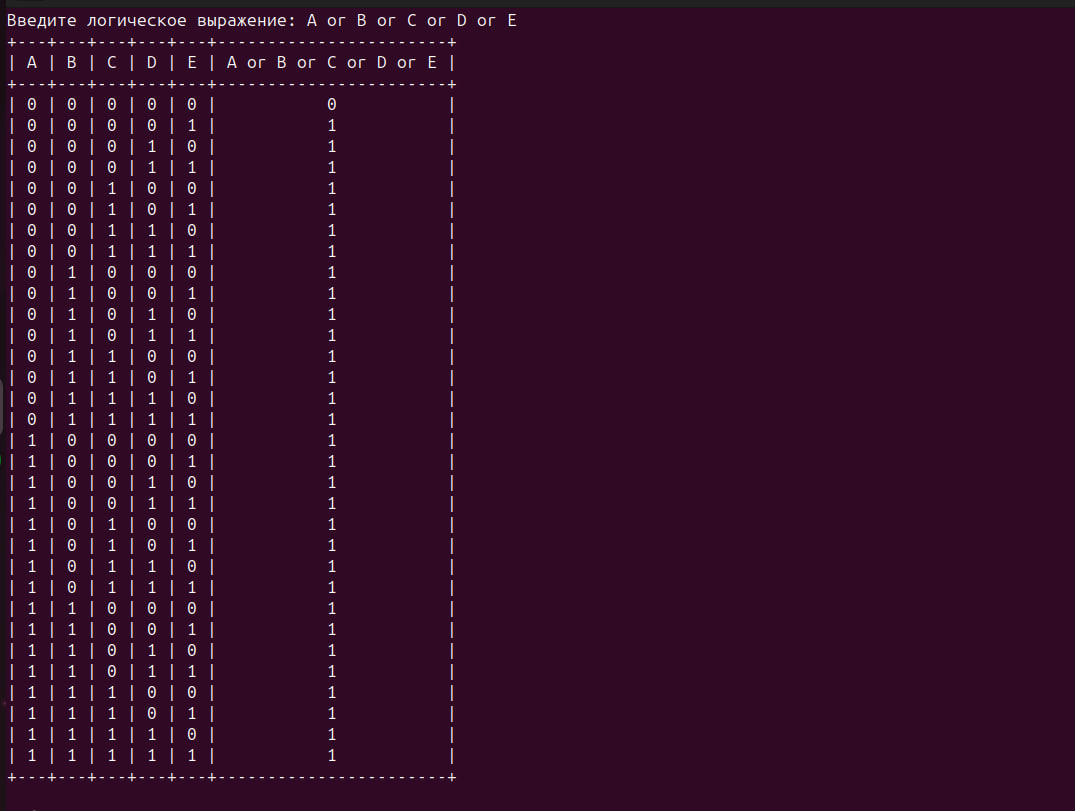 Введите логическое выражение: A or B or C or D or E
+---+---+---+---+---+-----------------------+
| A | B | C | D | E | A or B or C or D or E |
+---+---+---+---+---+-----------------------+
| 0 | 0 | 0 | 0 | 0 |           0           |
| 0 | 0 | 0 | 0 | 1 |           1           |
| 0 | 0 | 0 | 1 | 0 |           1           |
| 0 | 0 | 0 | 1 | 1 |           1           |
| 0 | 0 | 1 | 0 | 0 |           1           |
| 0 | 0 | 1 | 0 | 1 |           1           |
| 0 | 0 | 1 | 1 | 0 |           1           |
| 0 | 0 | 1 | 1 | 1 |           1           |
| 0 | 1 | 0 | 0 | 0 |           1           |
| 0 | 1 | 0 | 0 | 1 |           1           |
| 0 | 1 | 0 | 1 | 0 |           1           |
| 0 | 1 | 0 | 1 | 1 |           1           |
| 0 | 1 | 1 | 0 | 0 |           1           |
| 0 | 1 | 1 | 0 | 1 |           1           |
| 0 | 1 | 1 | 1 | 0 |           1           |
| 0 | 1 | 1 | 1 | 1 |           1           |
| 1 | 0 | 0 | 0 | 0 |           1           |
| 1 | 0 | 0 | 0 | 1 |           1           |
| 1 | 0 | 0 | 1 | 0 |           1           |
| 1 | 0 | 0 | 1 | 1 |           1           |
| 1 | 0 | 1 | 0 | 0 |           1           |
| 1 | 0 | 1 | 0 | 1 |           1           |
| 1 | 0 | 1 | 1 | 0 |           1           |
| 1 | 0 | 1 | 1 | 1 |           1           |
| 1 | 1 | 0 | 0 | 0 |           1           |
| 1 | 1 | 0 | 0 | 1 |           1           |
| 1 | 1 | 0 | 1 | 0 |           1           |
| 1 | 1 | 0 | 1 | 1 |           1           |
| 1 | 1 | 1 | 0 | 0 |           1           |
| 1 | 1 | 1 | 0 | 1 |           1           |
| 1 | 1 | 1 | 1 | 0 |           1           |
| 1 | 1 | 1 | 1 | 1 |           1           |
+---+---+---+---+---+-----------------------+